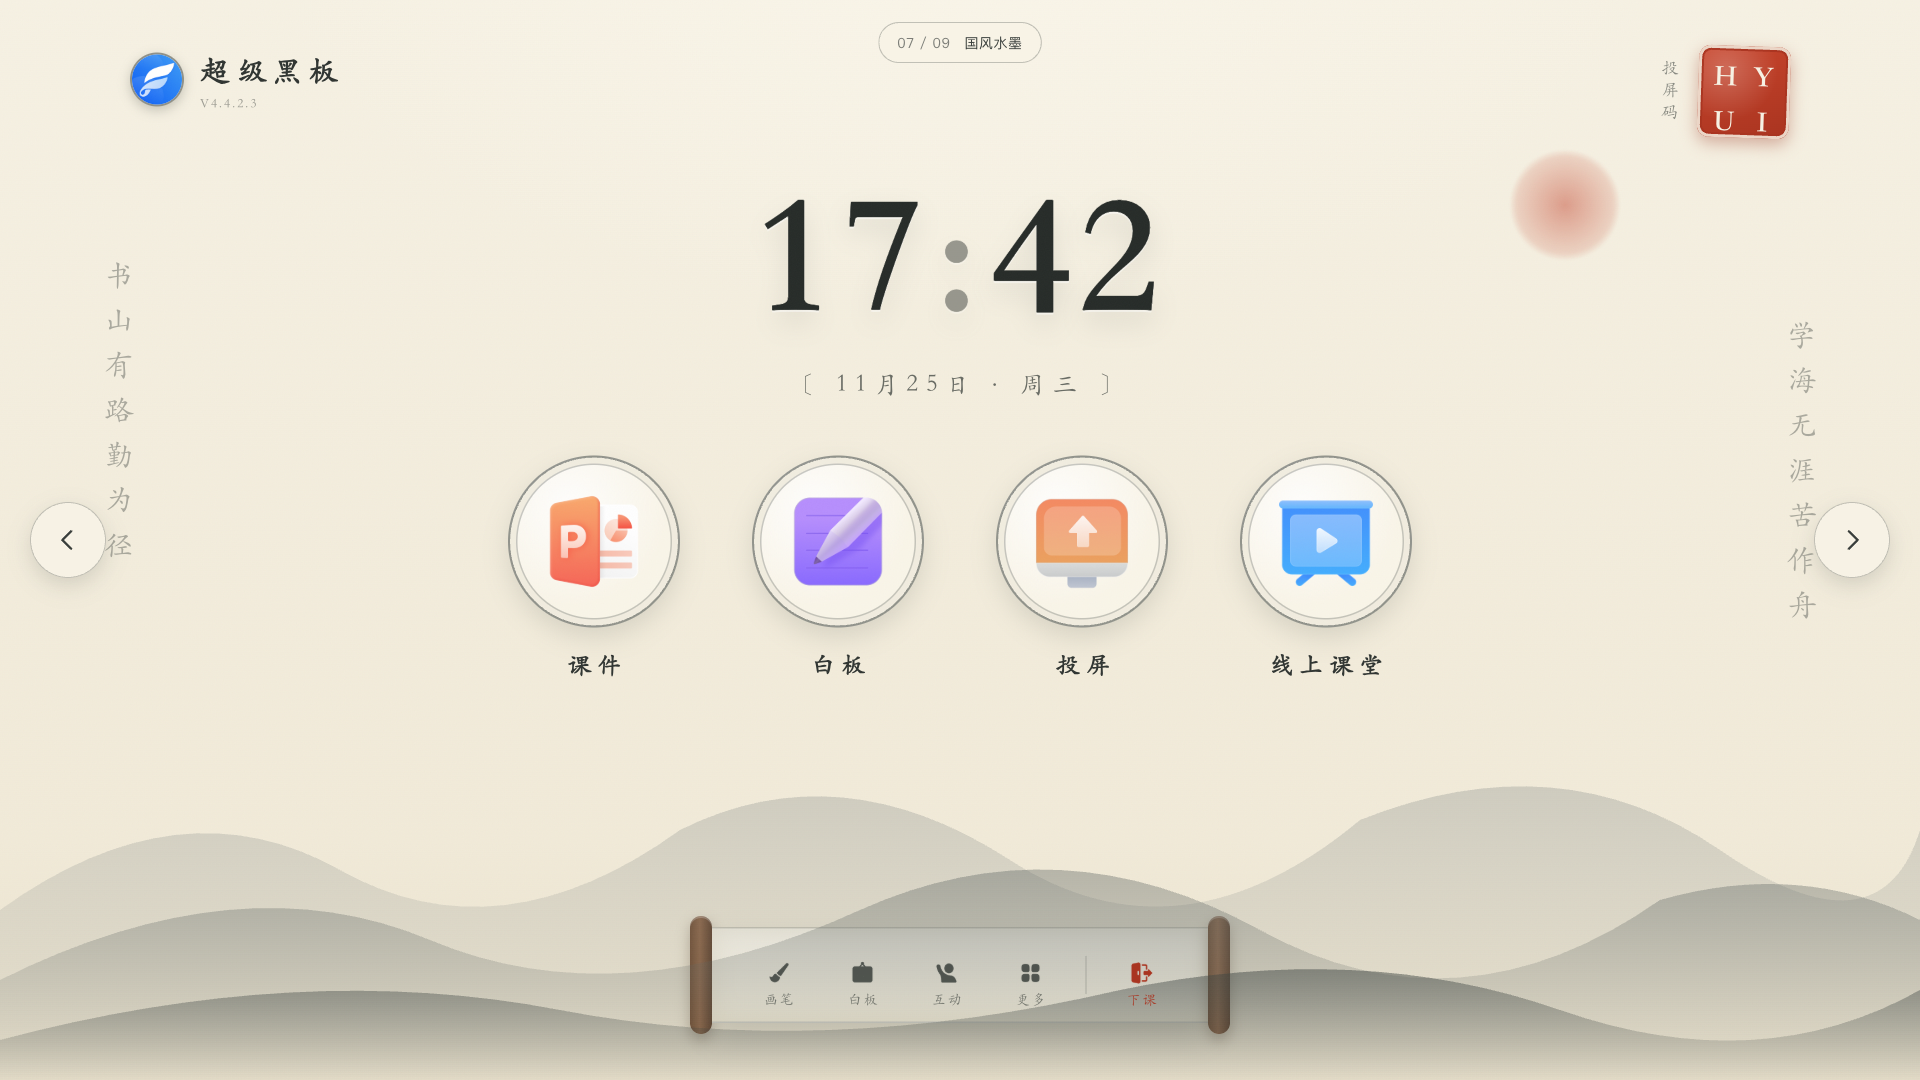 07 / 09 国风水墨
超级黑板
V4.4.2.3
投屏码
H Y
U I
17:42
〔 11月25日 · 周三 〕
书山有路勤为径
学海无涯苦作舟
P
课件
白板
投屏
线上课堂
画笔
白板
互动
更多
下课